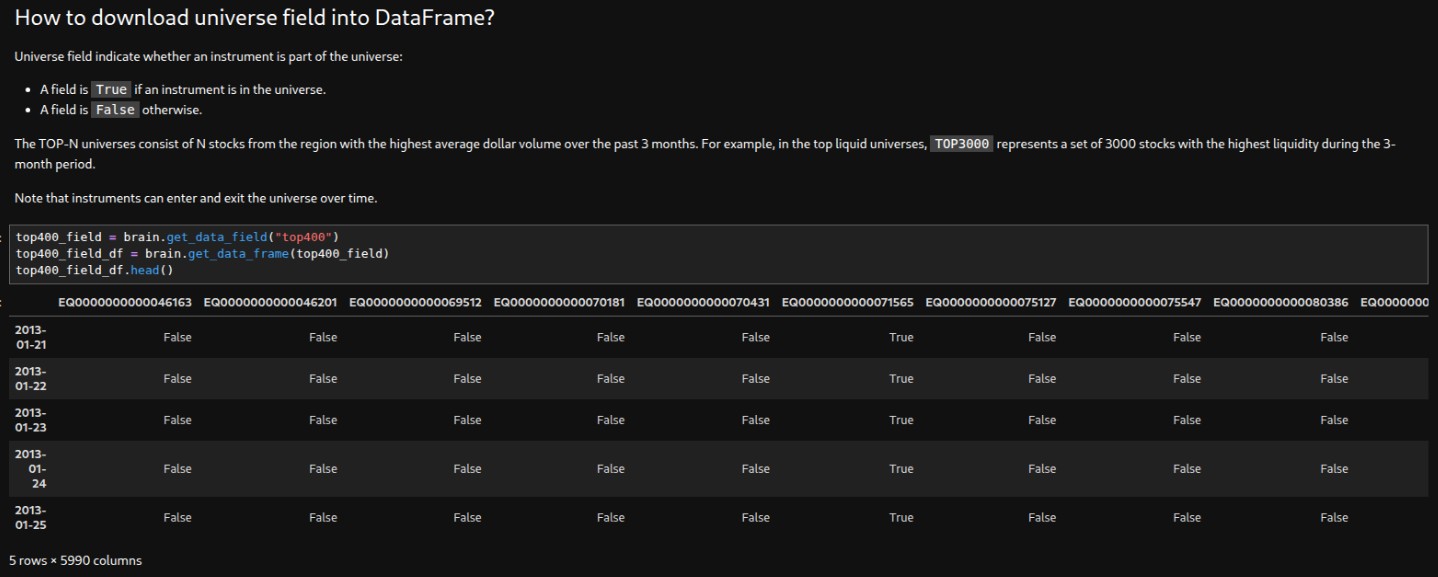 How to download universe field into DataFrame?
Universe field indicate whether an instrument is part of the universe:
• A field is True if an instrument is in the universe.
• A field is False otherwise.
The TOP-N universes consist of N stocks from the region with the highest average dollar volume over the past 3 months. For example, in the top liquid universes, TOP3000 represents a set of 3000 stocks with the highest liquidity during the 3-
month period.
Note that instruments can enter and exit the universe over time.
top400_field = brain.get_data_field("top400")
top400_field_df = brain.get_data_frame(top400_field)
top400_field_df.head()
EQ0000000000046163 EQ0000000000046201 EQ0000000000069512 EQ0000000000070181 EQ0000000000070431 EQ0000000000071565 EQ0000000000075127 EQ0000000000075547 EQ0000000000080386 EQ0000000
2013-
01-21 False False False False False True False False False
2013-
01-22 False False False False False True False False False
2013-
01-23 False False False False False True False False False
2013-
01-
24 False False False False False True False False False
2013-
01-25 False False False False False True False False False
5 rows × 5990 columns